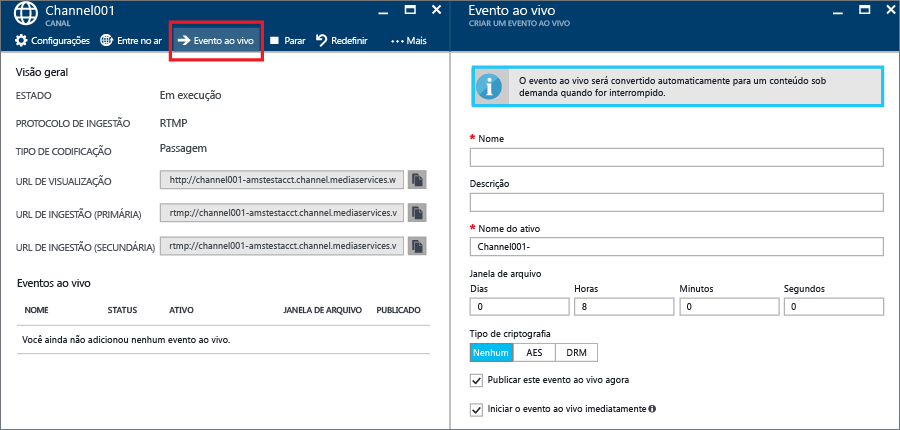 Channel001
CANAL
Configurações Entre no ar Evento ao vivo Parar Redefinir ••• Mais
Visão geral
ESTADO Em execução
PROTOCOLO DE INGESTÃO RTMP
TIPO DE CODIFICAÇÃO Passagem
URL DE VISUALIZAÇÃO http://channel001-amstestacct.channel.mediaservices.w
URL DE INGESTÃO (PRIMÁRIA) rtmp://channel001-amstestacct.channel.mediaservices.v
URL DE INGESTÃO (SECUNDÁRIA) rtmp://channel001-amstestacct.channel.mediaservices.v
Eventos ao vivo
NOME STATUS ATIVO JANELA DE ARQUIVO PUBLICADO
Você ainda não adicionou nenhum evento ao vivo.
Evento ao vivo
CRIAR UM EVENTO AO VIVO
O evento ao vivo será convertido automaticamente para um conteúdo sob
demanda quando for interrompido.
* Nome
Descrição
* Nome do ativo
Channel001-
Janela de arquivo
Dias Horas Minutos Segundos
0 8 0 0
Tipo de criptografia
Nenhum AES DRM
Publicar este evento ao vivo agora
Iniciar o evento ao vivo imediatamente